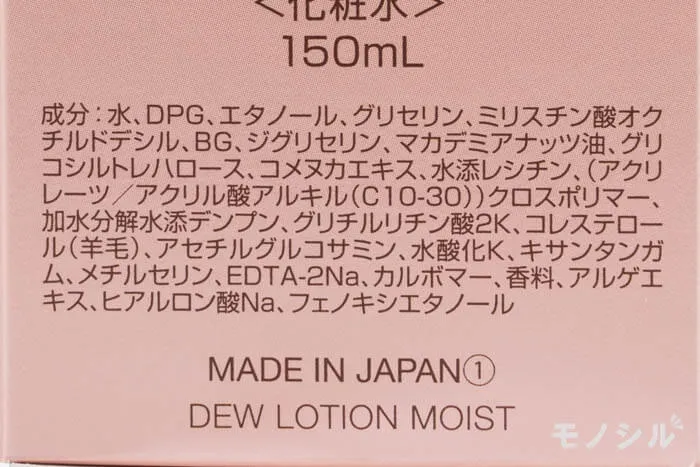 <化粧水>
150mL
成分：水、DPG、エタノール、グリセリン、ミリスチン酸オク
チルドデシル、BG、ジグリセリン、マカデミアナッツ油、グリ
コシルトレハロース、コメヌカエキス、水添レシチン、（アクリ
レーツ／アクリル酸アルキル（C10-30））クロスポリマー、
加水分解水添デンプン、グリチルリチン酸2K、コレステロー
ル（羊毛）、アセチルグルコサミン、水酸化K、キサンタンガ
ム、メチルセリン、EDTA-2Na、カルボマー、香料、アルゲエ
キス、ヒアルロン酸Na、フェノキシエタノール
MADE IN JAPAN①
DEW LOTION MOIST
モノシル